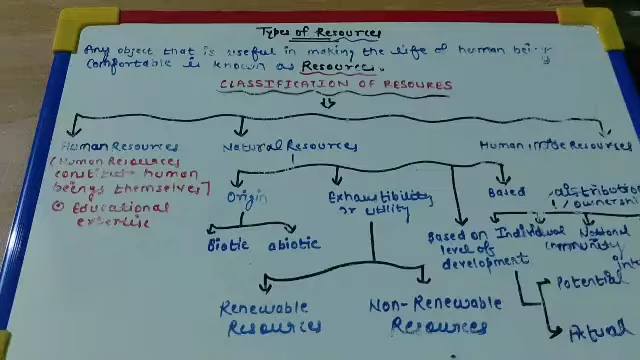 Types of Resources
Any object that is useful in making the life of human being
comfortable is known as Resources.
CLASSIFICATION OF RESOURES
Human Resources
(Human Resources
human
beings themselves]
Educational
expertise
Natural Resources
Human made Resources
Origin
Biotic abiotic
Exhaustibility
or utility
Renewable
Resources
Non-Renewable
Resources
Based on
level of
development
Potential
Actual
Based distribution
ownership
Individual
community
National